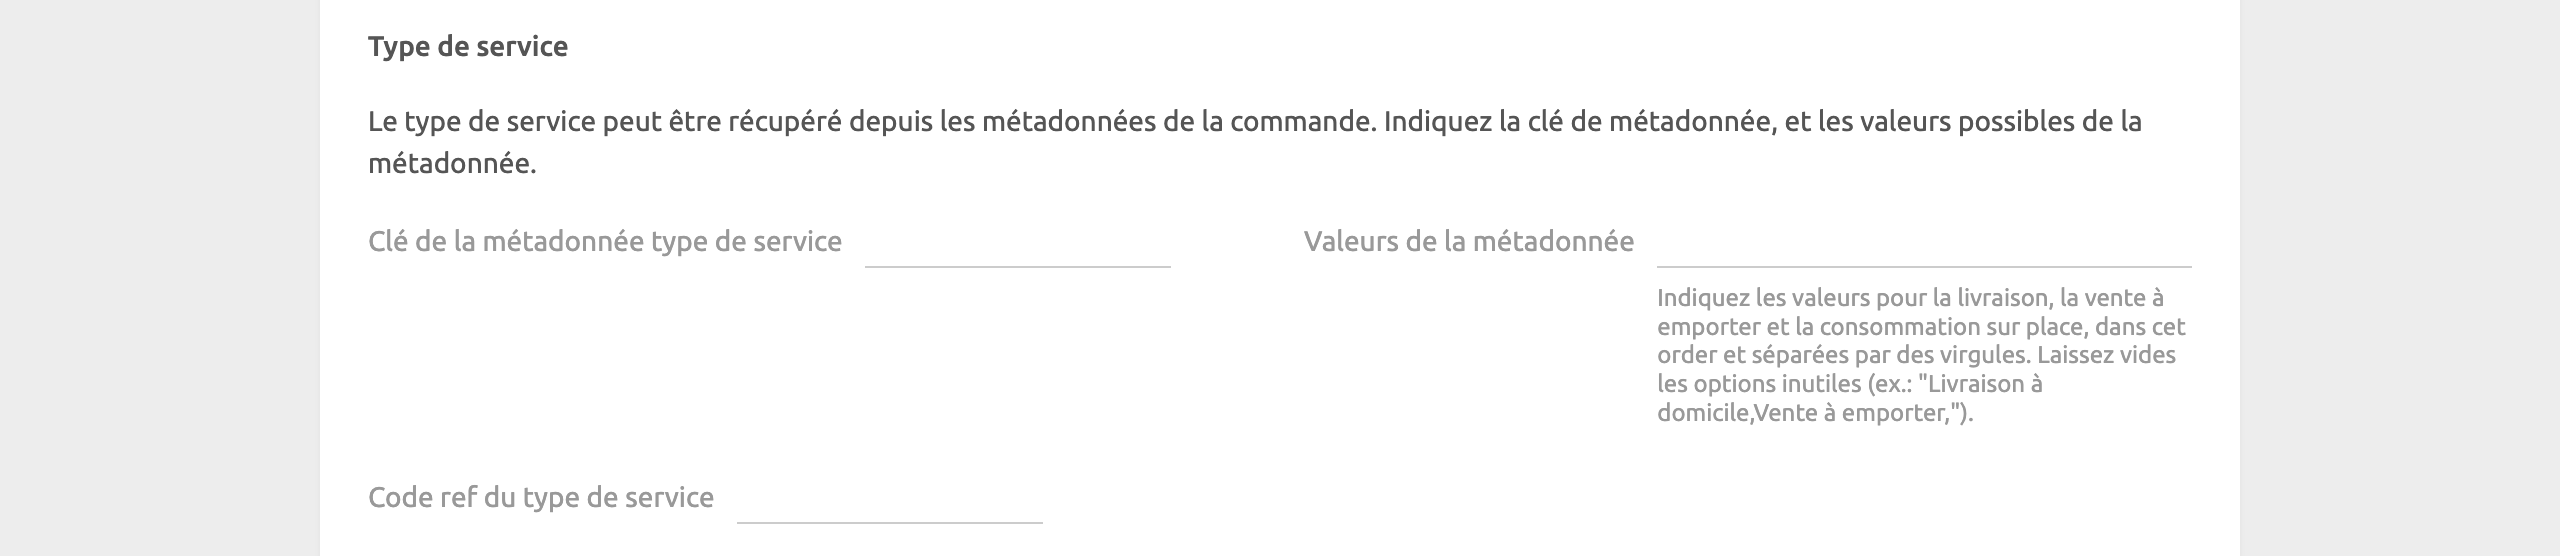 Type de service
Le type de service peut être récupéré depuis les métadonnées de la commande. Indiquez la clé de métadonnée, et les valeurs possibles de la
métadonnée.
Clé de la métadonnée type de service
Valeurs de la métadonnée
Indiquez les valeurs pour la livraison, la vente à
emporter et la consommation sur place, dans cet
order et séparées par des virgules. Laissez vides
les options inutiles (ex.: "Livraison à
domicile,Vente à emporter,").
Code ref du type de service